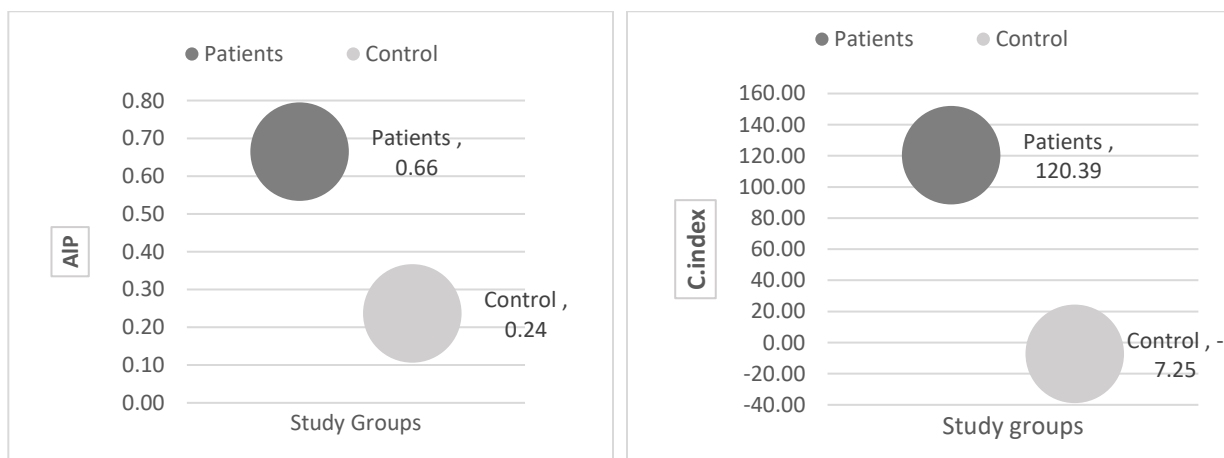 Patients Control
0.80
0.70
0.60
0.50
0.40
0.30
0.20
0.10
0.00
AIP
Patients ,
0.66
Control ,
0.24
Study Groups
Patients Control
160.00
140.00
120.00
100.00
80.00
60.00
40.00
20.00
0.00
-20.00
-40.00
C.index
Patients ,
120.39
Control , -
7.25
Study groups